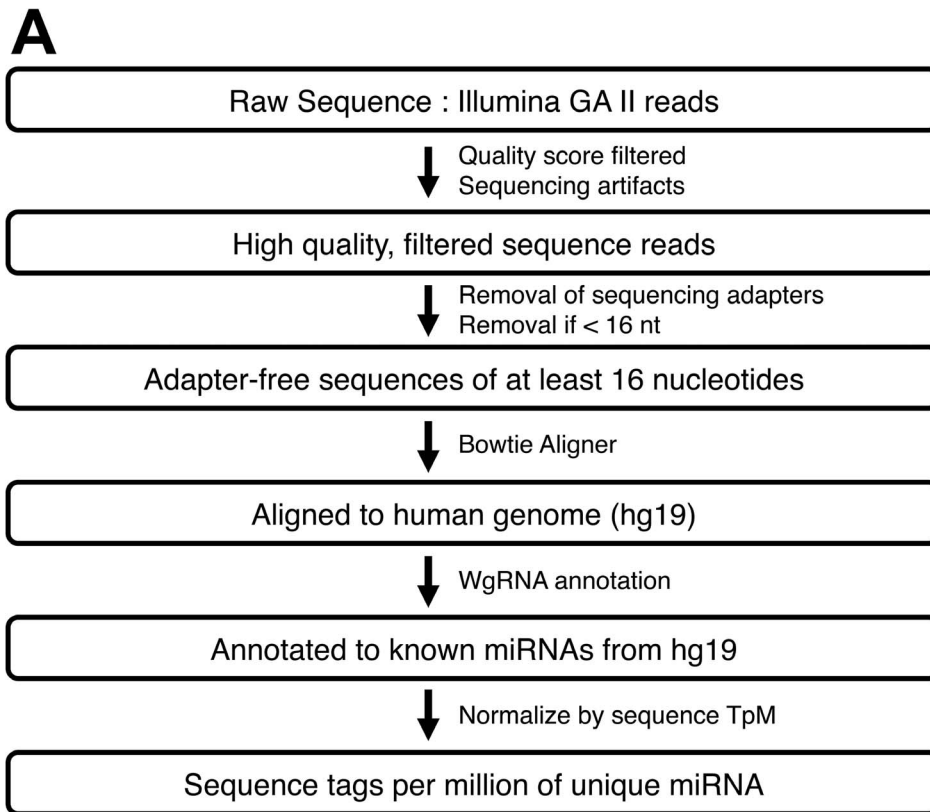 A
Raw Sequence : Illumina GA II reads
Quality score filtered
Sequencing artifacts
High quality, filtered sequence reads
Removal of sequencing adapters
Removal if < 16 nt
Adapter-free sequences of at least 16 nucleotides
Bowtie Aligner
Aligned to human genome (hg19)
WgRNA annotation
Annotated to known miRNAs from hg19
Normalize by sequence TpM
Sequence tags per million of unique miRNA